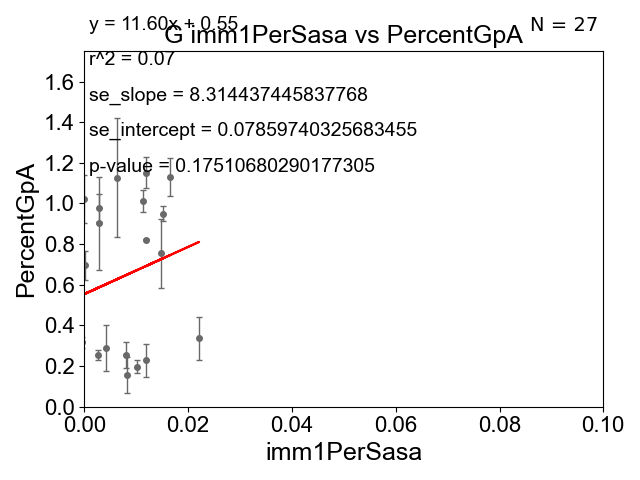 y = 11.60x + 0.55
N = 27
G imm1PerSasa vs PercentGpA
r^2 = 0.07
se_slope = 8.314437445837768
se_intercept = 0.07859740325683455
p-value = 0.17510680290177305
PercentGpA
1.6
1.4
1.2
1.0
0.8
0.6
0.4
0.2
0.0
0.00
0.02
0.04
0.06
0.08
0.10
imm1PerSasa